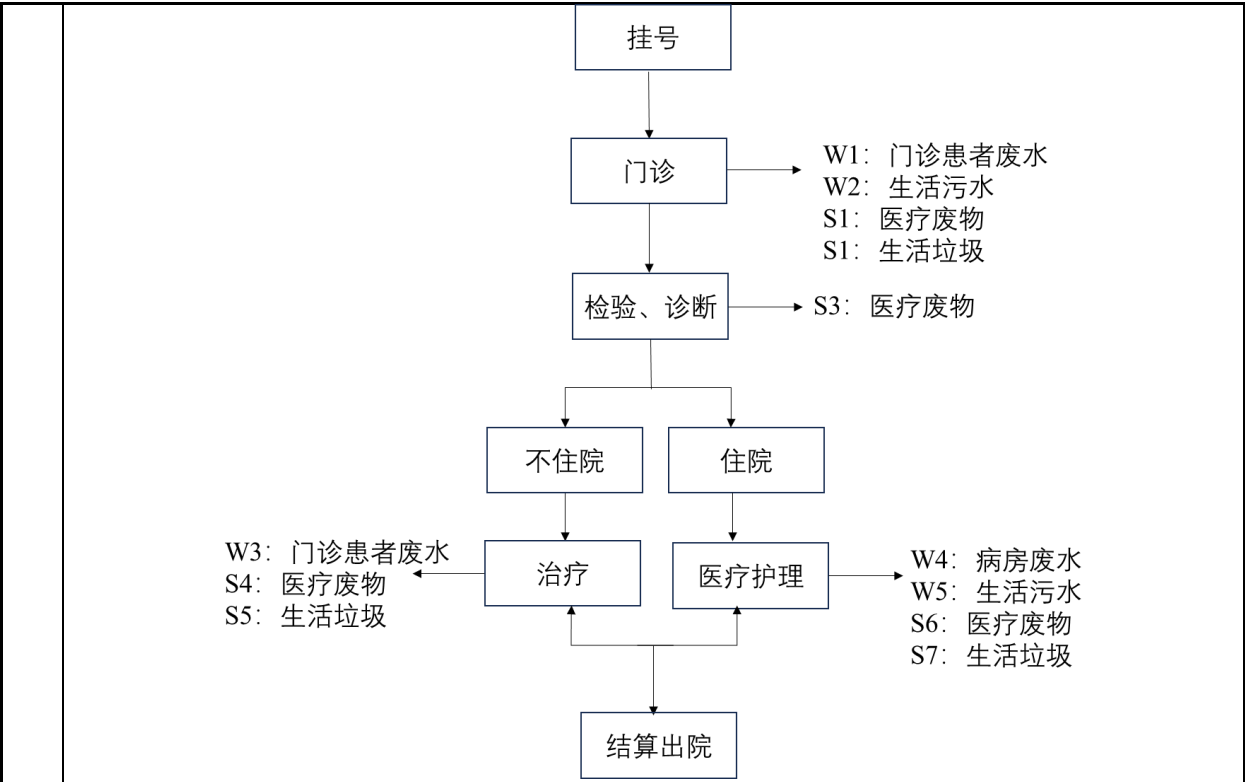 挂号
门诊
W1：门诊患者废水
W2：生活污水
S1：医疗废物
S1：生活垃圾
检验、诊断
S3：医疗废物
不住院
住院
W3：门诊患者废水
S4：医疗废物
S5：生活垃圾
治疗
医疗护理
W4：病房废水
W5：生活污水
S6：医疗废物
S7：生活垃圾
结算出院